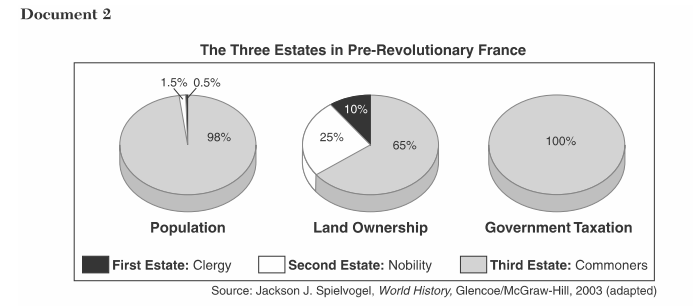 Document 2
The Three Estates in Pre-Revolutionary France
1.5% 0.5%
98%
10%
25%
65%
100%
Population
Land Ownership
Government Taxation
First Estate: Clergy
Second Estate: Nobility
Third Estate: Commoners
Source: Jackson J. Spielvogel, World History, Glencoe/McGraw-Hill, 2003 (adapted)